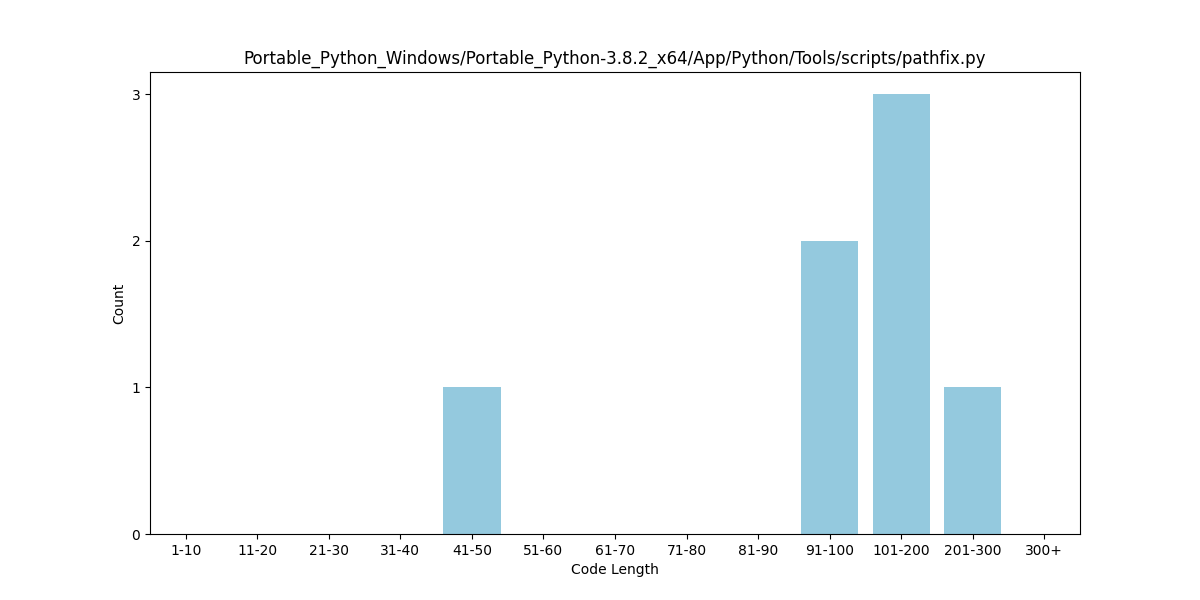 Portable_Python_Windows/Portable_Python-3.8.2_x64/App/Python/Tools/scripts/pathfix.py
3
2
1
0
Count
1-10 11-20 21-30 31-40 41-50 51-60 61-70 71-80 81-90 91-100 101-200 201-300 300+
Code Length